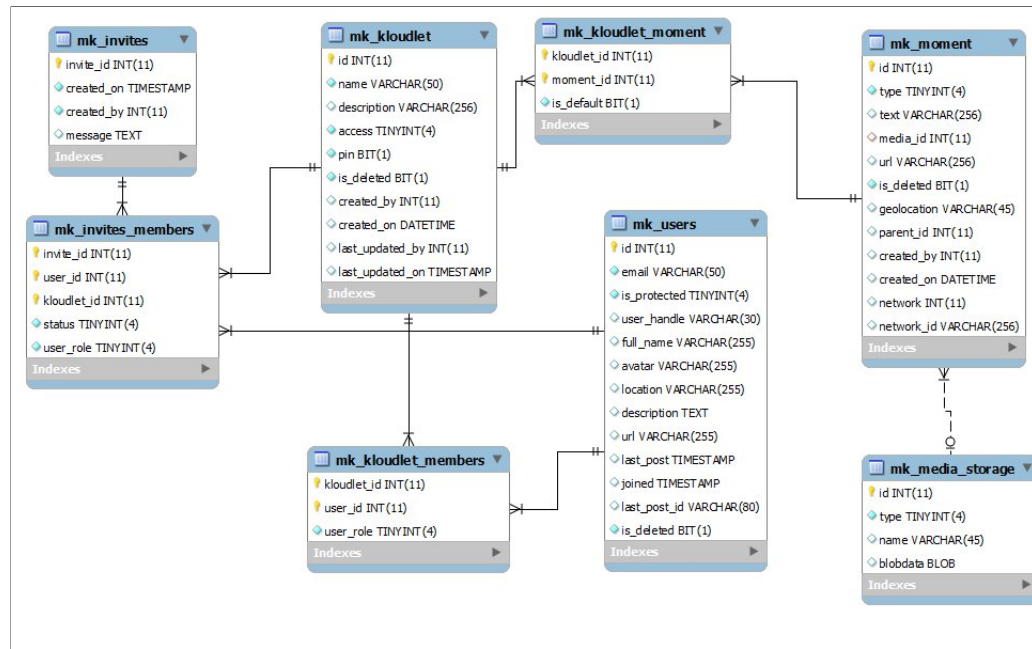 mk_invites
invite_id INT(11)
created_on TIMESTAMP
created_by INT(11)
message TEXT
Indexes
mk_kloudlet
id INT(11)
name VARCHAR(50)
description VARCHAR(256)
access TINYINT(4)
pin BIT(1)
is_deleted BIT(1)
created_by INT(11)
created_on DATETIME
last_updated_by INT(11)
last_updated_on TIMESTAMP
Indexes
mk_kloudlet_moment
kloudlet_id INT(11)
moment_id INT(11)
is_default BIT(1)
Indexes
mk_moment
id INT(11)
type TINYINT(4)
text VARCHAR(256)
media_id INT(11)
url VARCHAR(256)
is_deleted BIT(1)
geolocation VARCHAR(45)
parent_id INT(11)
created_by INT(11)
created_on DATETIME
network INT(11)
network_id VARCHAR(256)
Indexes
mk_invites_members
invite_id INT(11)
user_id INT(11)
kloudlet_id INT(11)
status TINYINT(4)
user_role TINYINT(4)
Indexes
mk_users
id INT(11)
email VARCHAR(50)
is_protected TINYINT(4)
user_handle VARCHAR(30)
full_name VARCHAR(255)
avatar VARCHAR(255)
location VARCHAR(255)
description TEXT
url VARCHAR(255)
last_post TIMESTAMP
joined TIMESTAMP
last_post_id VARCHAR(80)
is_deleted BIT(1)
Indexes
mk_kloudlet_members
kloudlet_id INT(11)
user_id INT(11)
user_role TINYINT(4)
Indexes
mk_media_storage
id INT(11)
type TINYINT(4)
name VARCHAR(45)
blobdata BLOB
Indexes